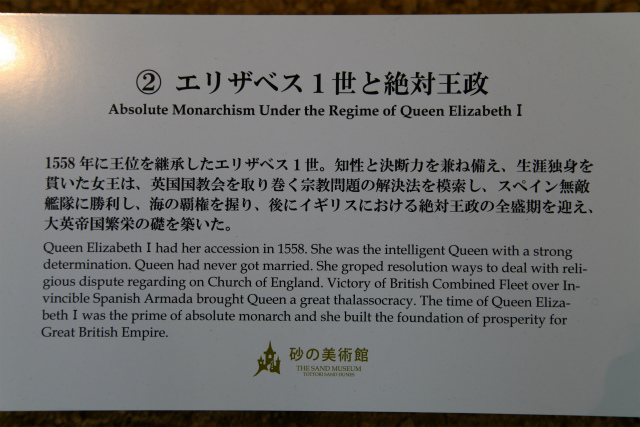 ② エリザベス1世と絶対王政
Absolute Monarchism Under the Regime of Queen Elizabeth I
1558年に王位を継承したエリザベス1世。知性と決断力を兼ね備え、生涯独身を
貫いた女王は、英国国教会を取り巻く宗教問題の解決法を模索し、スペイン無敵
艦隊に勝利し、海の覇権を握り、後にイギリスにおける絶対王政の全盛期を迎え、
大英帝国繁栄の礎を築いた。
Queen Elizabeth I had her accession in 1558. She was the intelligent Queen with a strong
determination. Queen had never got married. She groped resolution ways to deal with reli-
gious dispute regarding on Church of England. Victory of British Combined Fleet over In-
vincible Spanish Armada brought Queen a great thalassocracy. The time of Queen Eliza-
beth I was the prime of absolute monarch and she built the foundation of prosperity for
Great British Empire.
砂の美術館
THE SAND MUSEUM
TOTTORI SAND DUNES